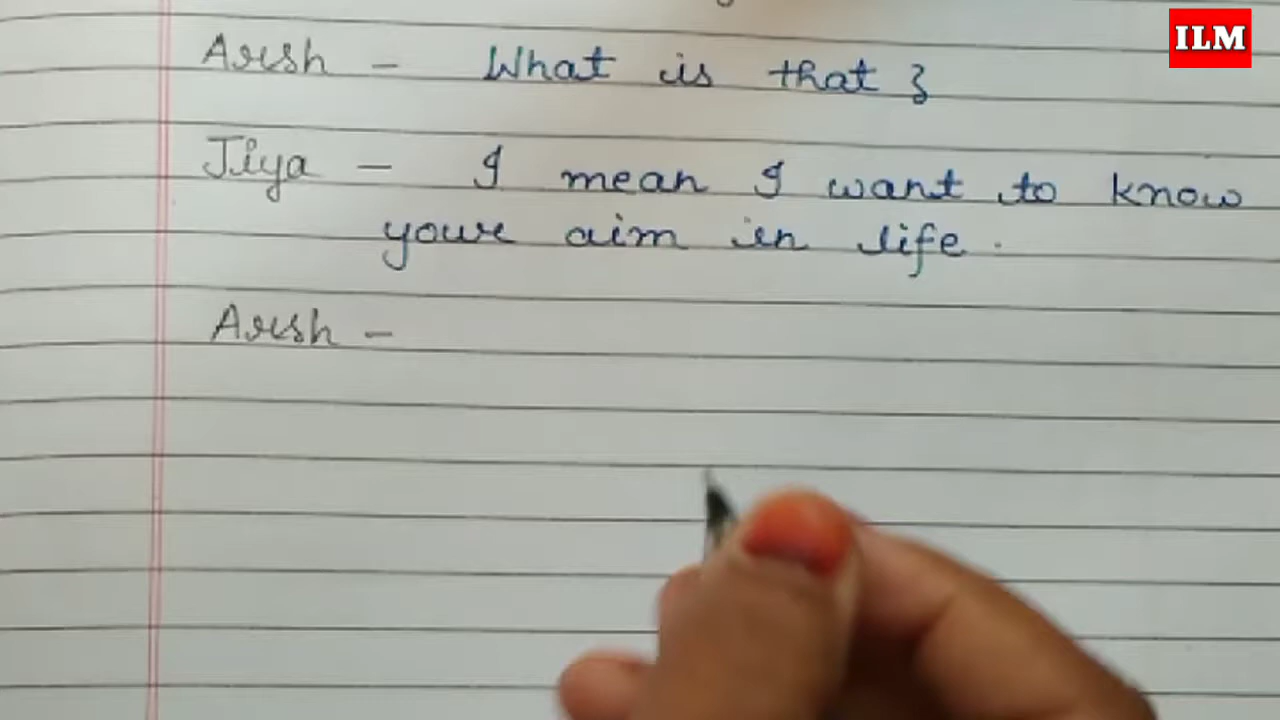 ILM
Arsh - What is that ?
Jiya - I mean I want to know
your aim in life.
Arsh -